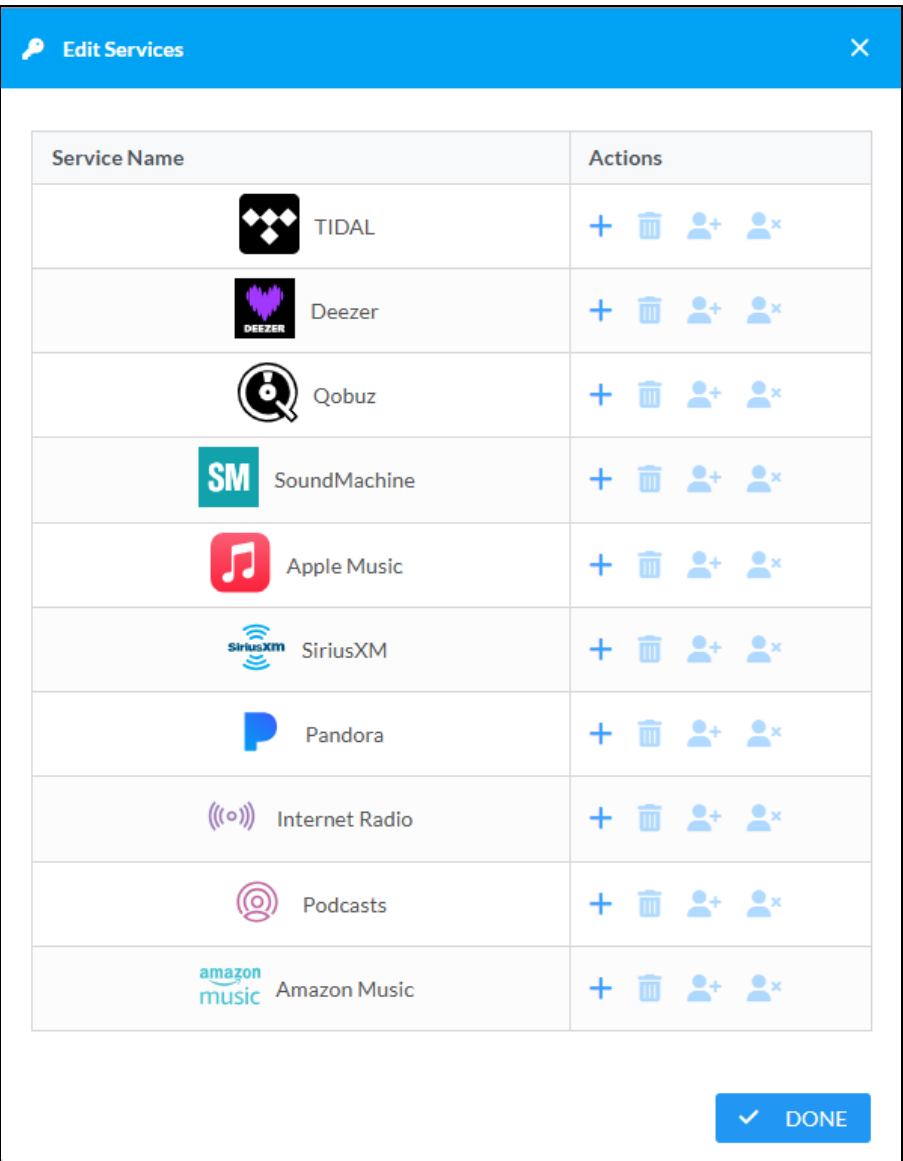 Edit Services
Service Name Actions
TIDAL
DEEZER Deezer
Qobuz
SM SoundMachine
Apple Music
SiriusXM SiriusXM
Pandora
Internet Radio
Podcasts
amazon music Amazon Music
DONE